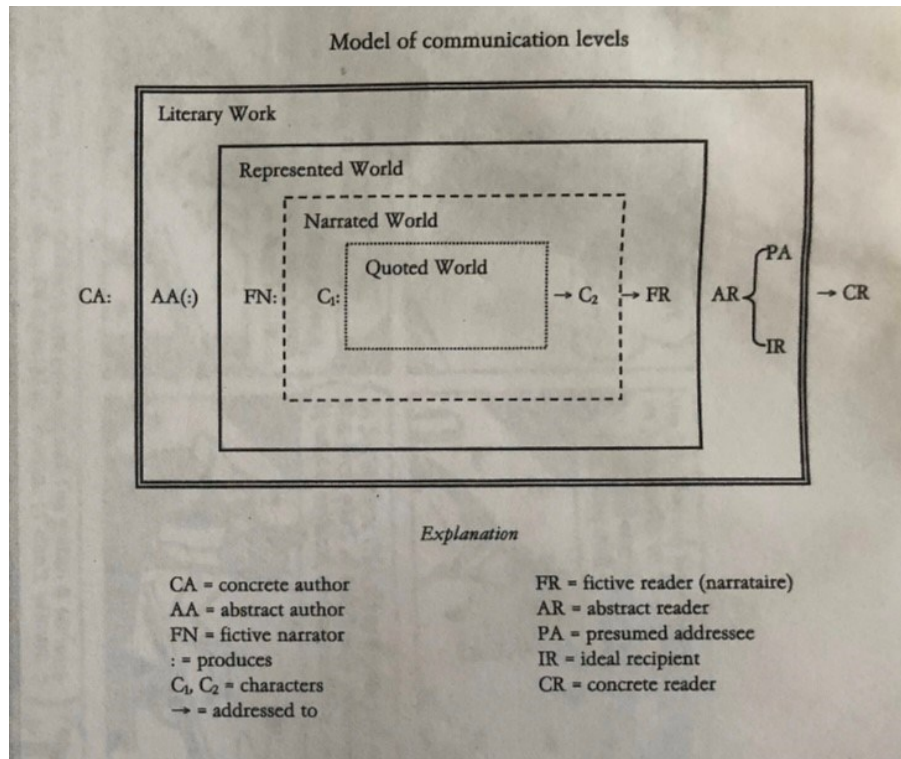 Model of communication levels
Literary Work
Represented World
Narrated World
Quoted World
CA: AA(:) FN: C₁: → C₂ → FR AR PA IR → CR
Explanation
CA = concrete author
AA = abstract author
FN = fictive narrator
: = produces
C₁, C₂ = characters
→ = addressed to
FR = fictive reader (narrataire)
AR = abstract reader
PA = presumed addressee
IR = ideal recipient
CR = concrete reader